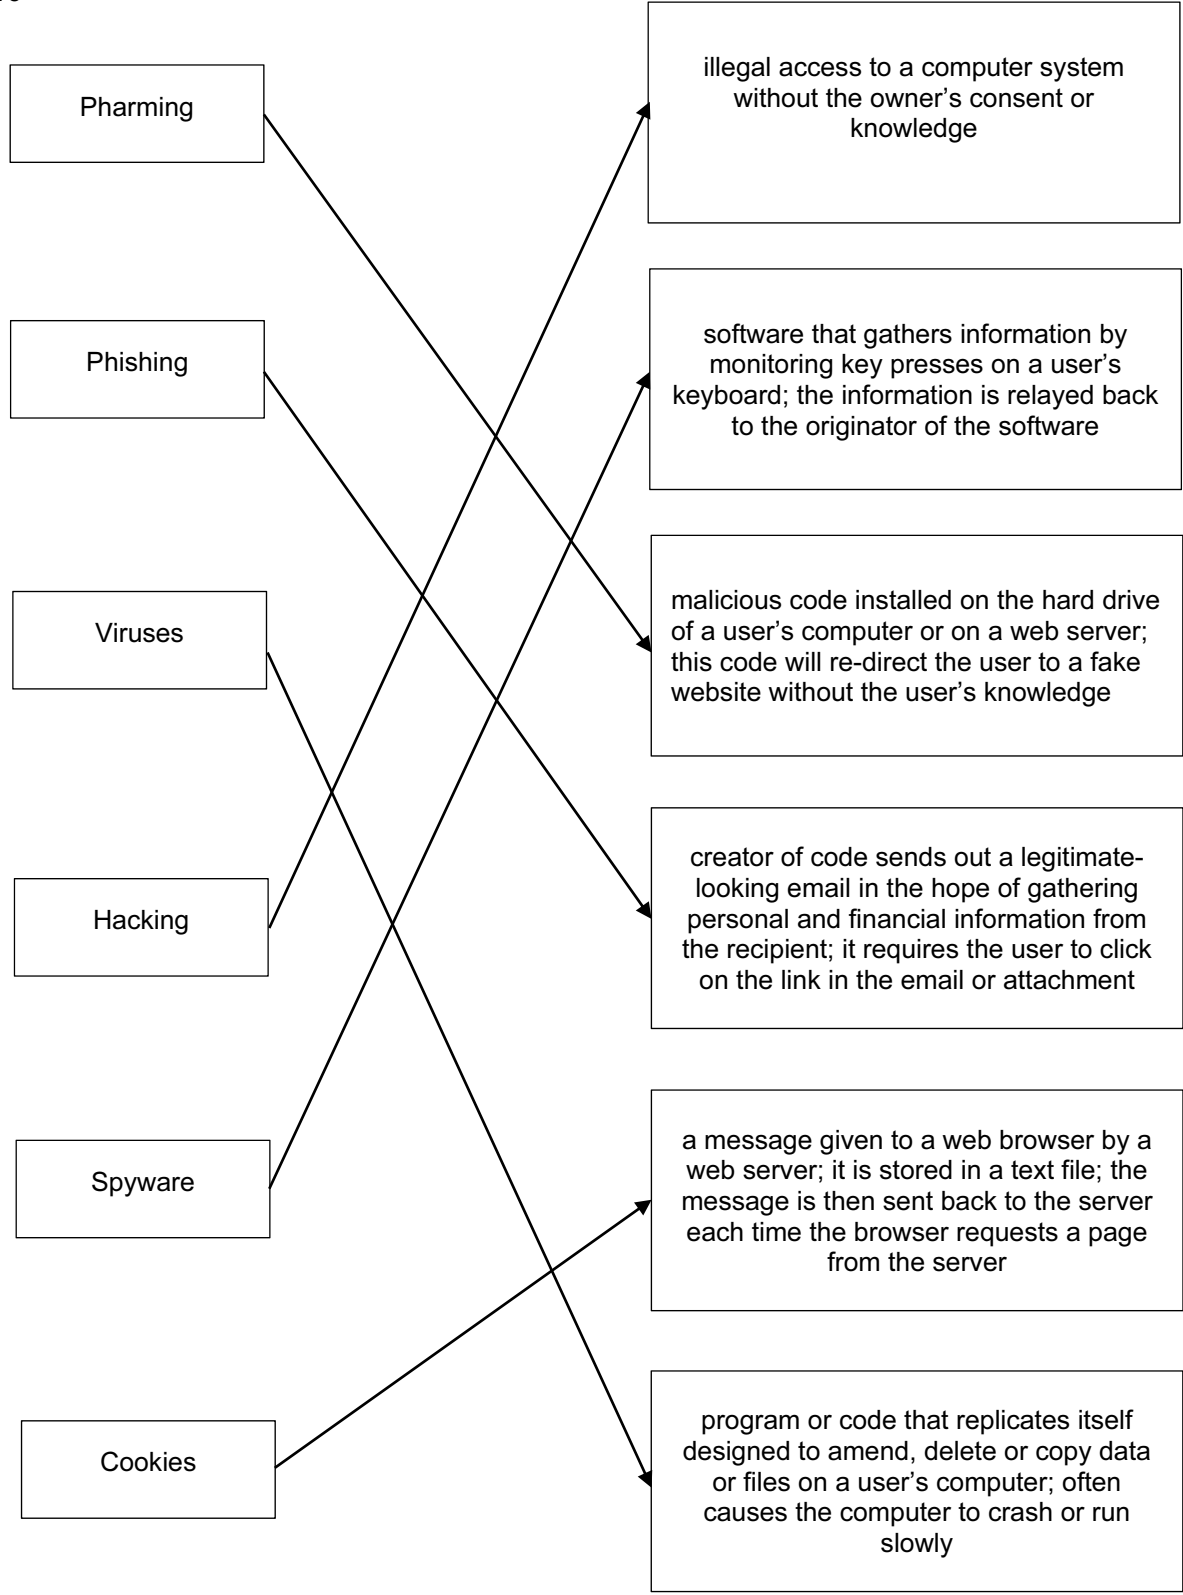 Pharming
Phishing
Viruses
Hacking
Spyware
Cookies
illegal access to a computer system
without the owner’s consent or
knowledge
software that gathers information by
monitoring key presses on a user’s
keyboard; the information is relayed back
to the originator of the software
malicious code installed on the hard drive
of a user’s computer or on a web server;
this code will re-direct the user to a fake
website without the user’s knowledge
creator of code sends out a legitimate-
looking email in the hope of gathering
personal and financial information from
the recipient; it requires the user to click
on the link in the email or attachment
a message given to a web browser by a
web server; it is stored in a text file; the
message is then sent back to the server
each time the browser requests a page
from the server
program or code that replicates itself
designed to amend, delete or copy data
or files on a user’s computer; often
causes the computer to crash or run
slowly